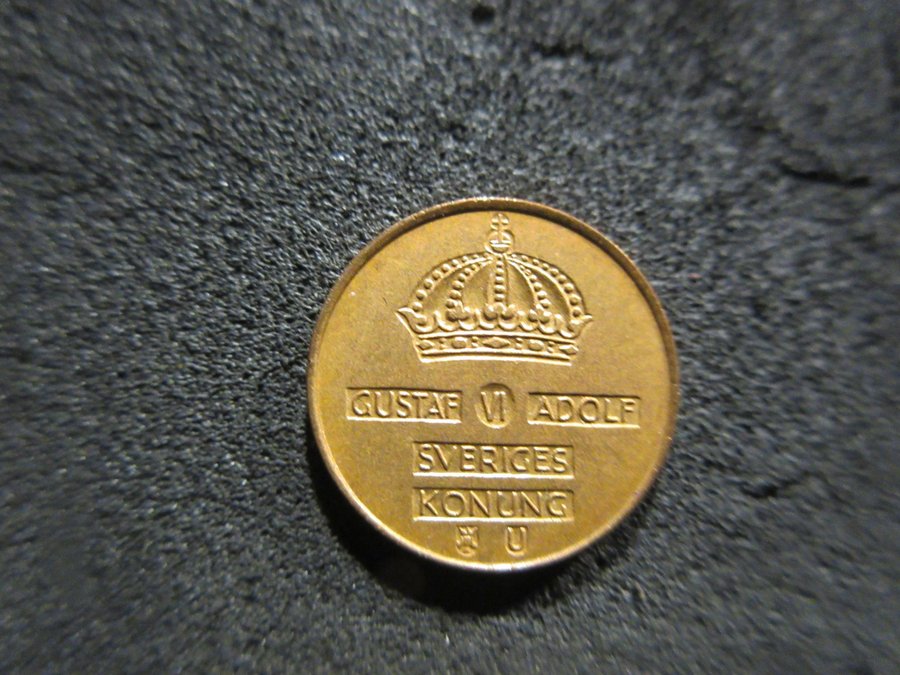 GUSTAF VI ADOLF
SVERIGES
KONUNG
U